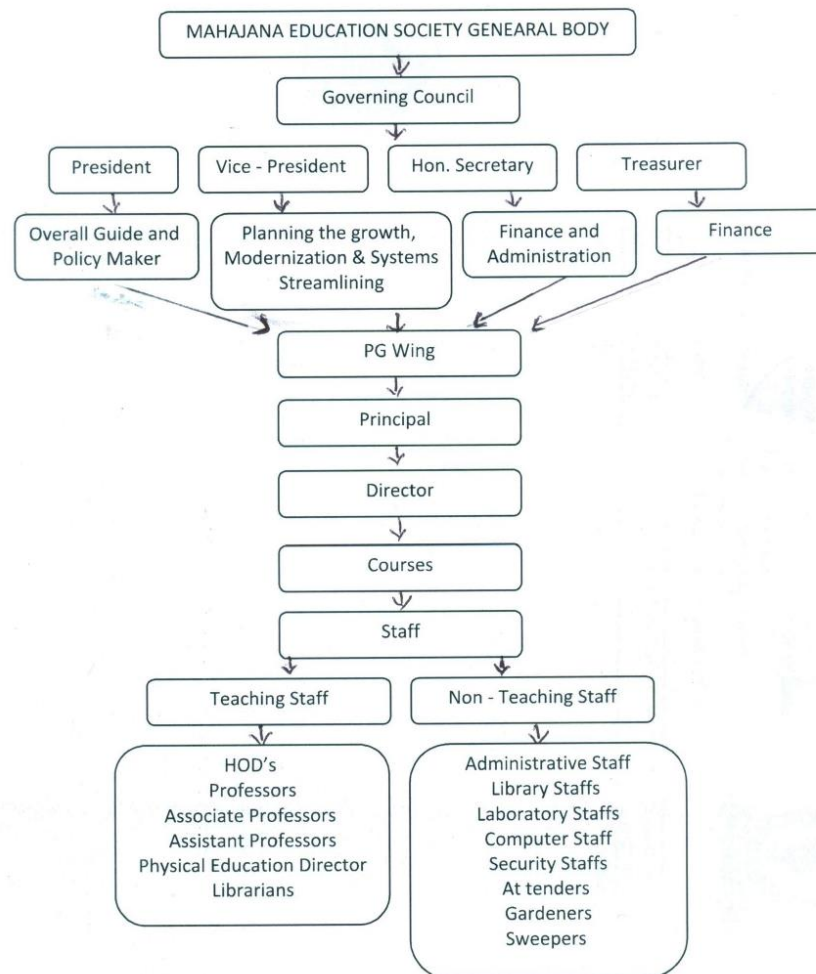 MAHAJANA EDUCATION SOCIETY GENEARAL BODY
Governing Council
President
Vice - President
Hon. Secretary
Treasurer
Overall Guide and
Policy Maker
Planning the growth,
Modernization & Systems
Streamlining
Finance and
Administration
Finance
PG Wing
Principal
Director
Courses
Staff
Teaching Staff
Non - Teaching Staff
HOD's
Professors
Associate Professors
Assistant Professors
Physical Education Director
Librarians
Administrative Staff
Library Staffs
Laboratory Staffs
Computer Staff
Security Staffs
At tenders
Gardeners
Sweepers